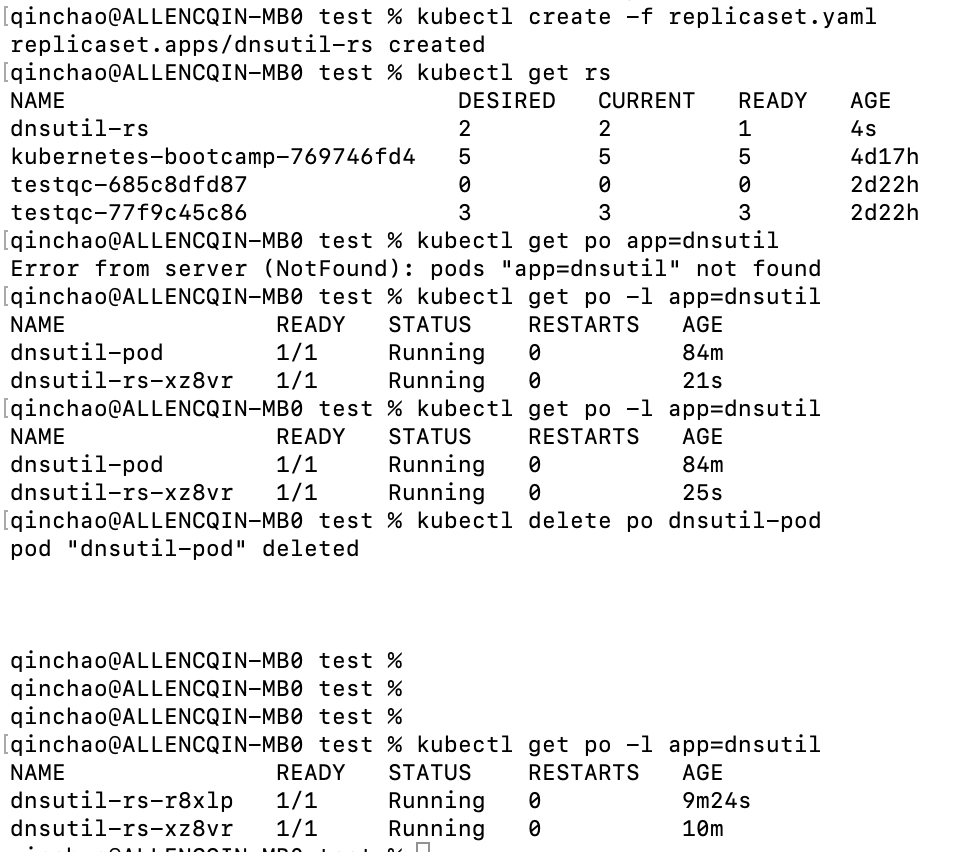 [qinchao@ALLENCQIN-MB0 test % kubectl create -f replicaset.yaml
replicaset.apps/dnsutil-rs created
[qinchao@ALLENCQIN-MB0 test % kubectl get rs
NAME DESIRED CURRENT READY AGE
dnsutil-rs 2 2 1 4s
kubernetes-bootcamp-769746fd4 5 5 5 4d17h
testqc-685c8dfd87 0 0 0 2d22h
testqc-77f9c45c86 3 3 3 2d22h
[qinchao@ALLENCQIN-MB0 test % kubectl get po app=dnsutil
Error from server (NotFound): pods "app=dnsutil" not found
[qinchao@ALLENCQIN-MB0 test % kubectl get po -l app=dnsutil
NAME READY STATUS RESTARTS AGE
dnsutil-pod 1/1 Running 0 84m
dnsutil-rs-xz8vr 1/1 Running 0 21s
[qinchao@ALLENCQIN-MB0 test % kubectl get po -l app=dnsutil
NAME READY STATUS RESTARTS AGE
dnsutil-pod 1/1 Running 0 84m
dnsutil-rs-xz8vr 1/1 Running 0 25s
[qinchao@ALLENCQIN-MB0 test % kubectl delete po dnsutil-pod
pod "dnsutil-pod" deleted
qinchao@ALLENCQIN-MB0 test %
qinchao@ALLENCQIN-MB0 test %
qinchao@ALLENCQIN-MB0 test %
[qinchao@ALLENCQIN-MB0 test % kubectl get po -l app=dnsutil
NAME READY STATUS RESTARTS AGE
dnsutil-rs-r8xlp 1/1 Running 0 9m24s
dnsutil-rs-xz8vr 1/1 Running 0 10m
qinchao@ALLENCQIN-MB0 test %